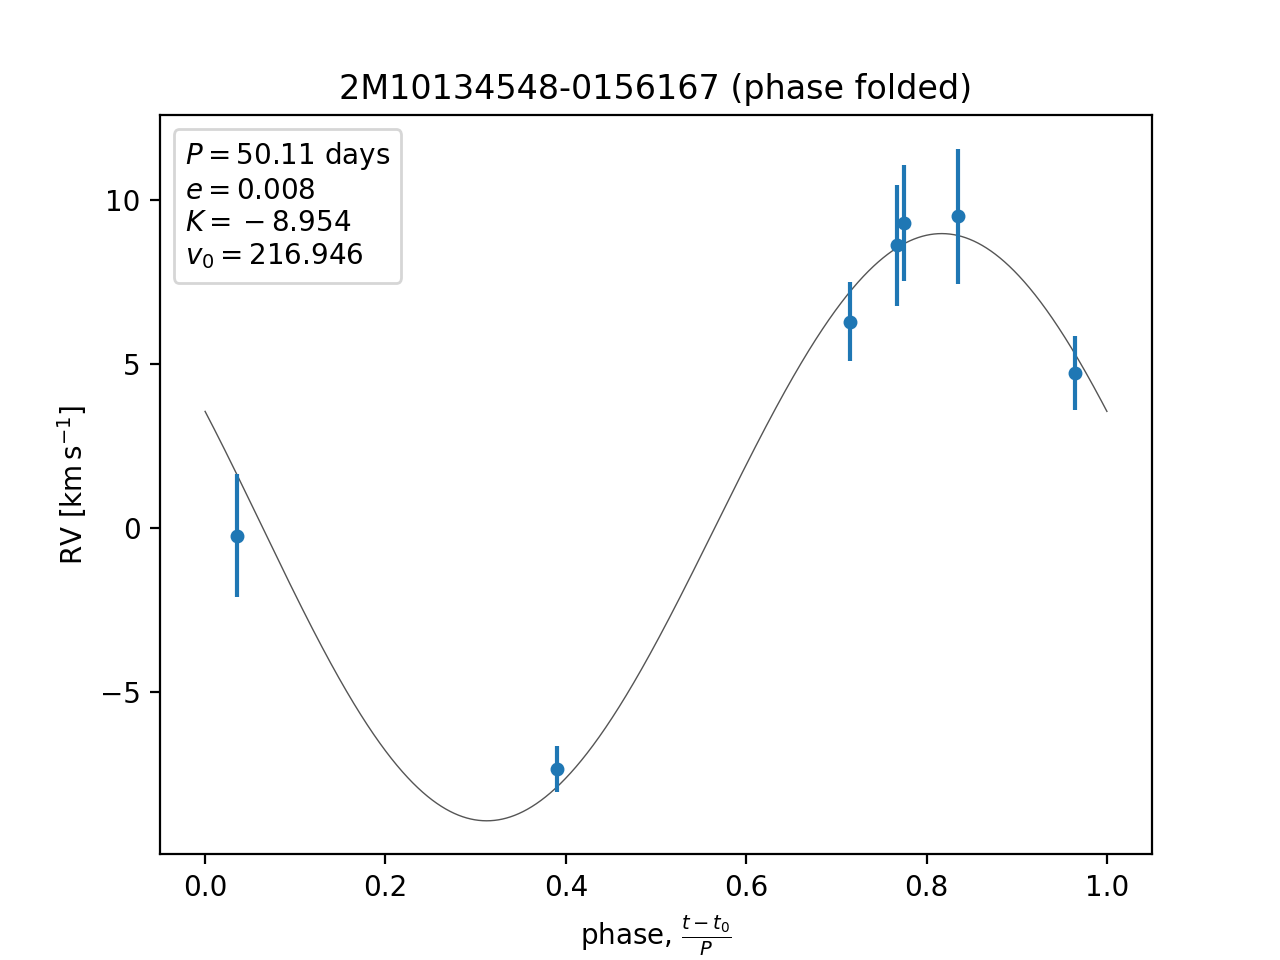 2M10134548-0156167 (phase folded)
P = 50.11 days
e = 0.008
K = −8.954
v₀ = 216.946
10
5
0
−5
RV [km s⁻¹]
0.0 0.2 0.4 0.6 0.8 1.0
phase, (t − t₀)/P